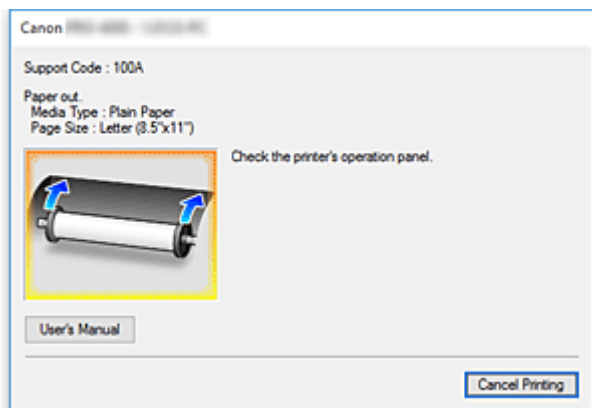 Canon
Support Code : 100A
Paper out.
Media Type : Plain Paper
Page Size : Letter (8.5"x11")
Check the printer's operation panel.
User's Manual
Cancel Printing